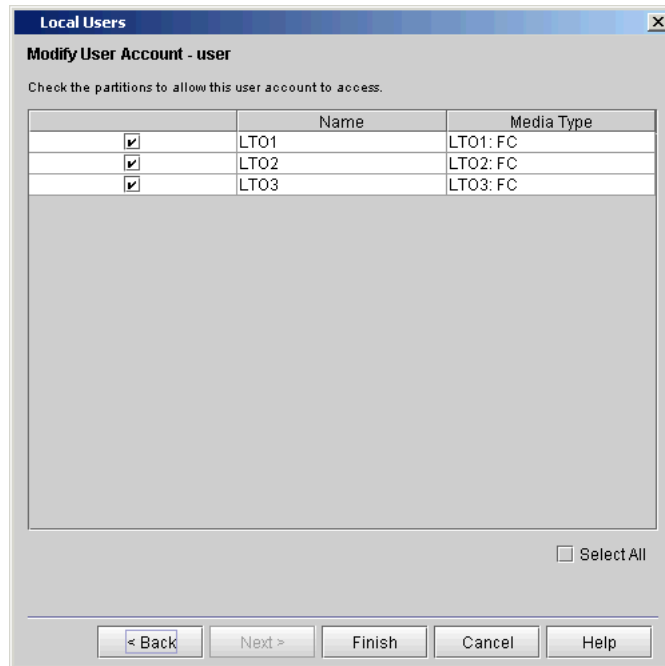 Local Users
Modify User Account - user
Check the partitions to allow this user account to access.
Name Media Type
LTO1 LTO1: FC
LTO2 LTO2: FC
LTO3 LTO3: FC
Select All
< Back Next > Finish Cancel Help